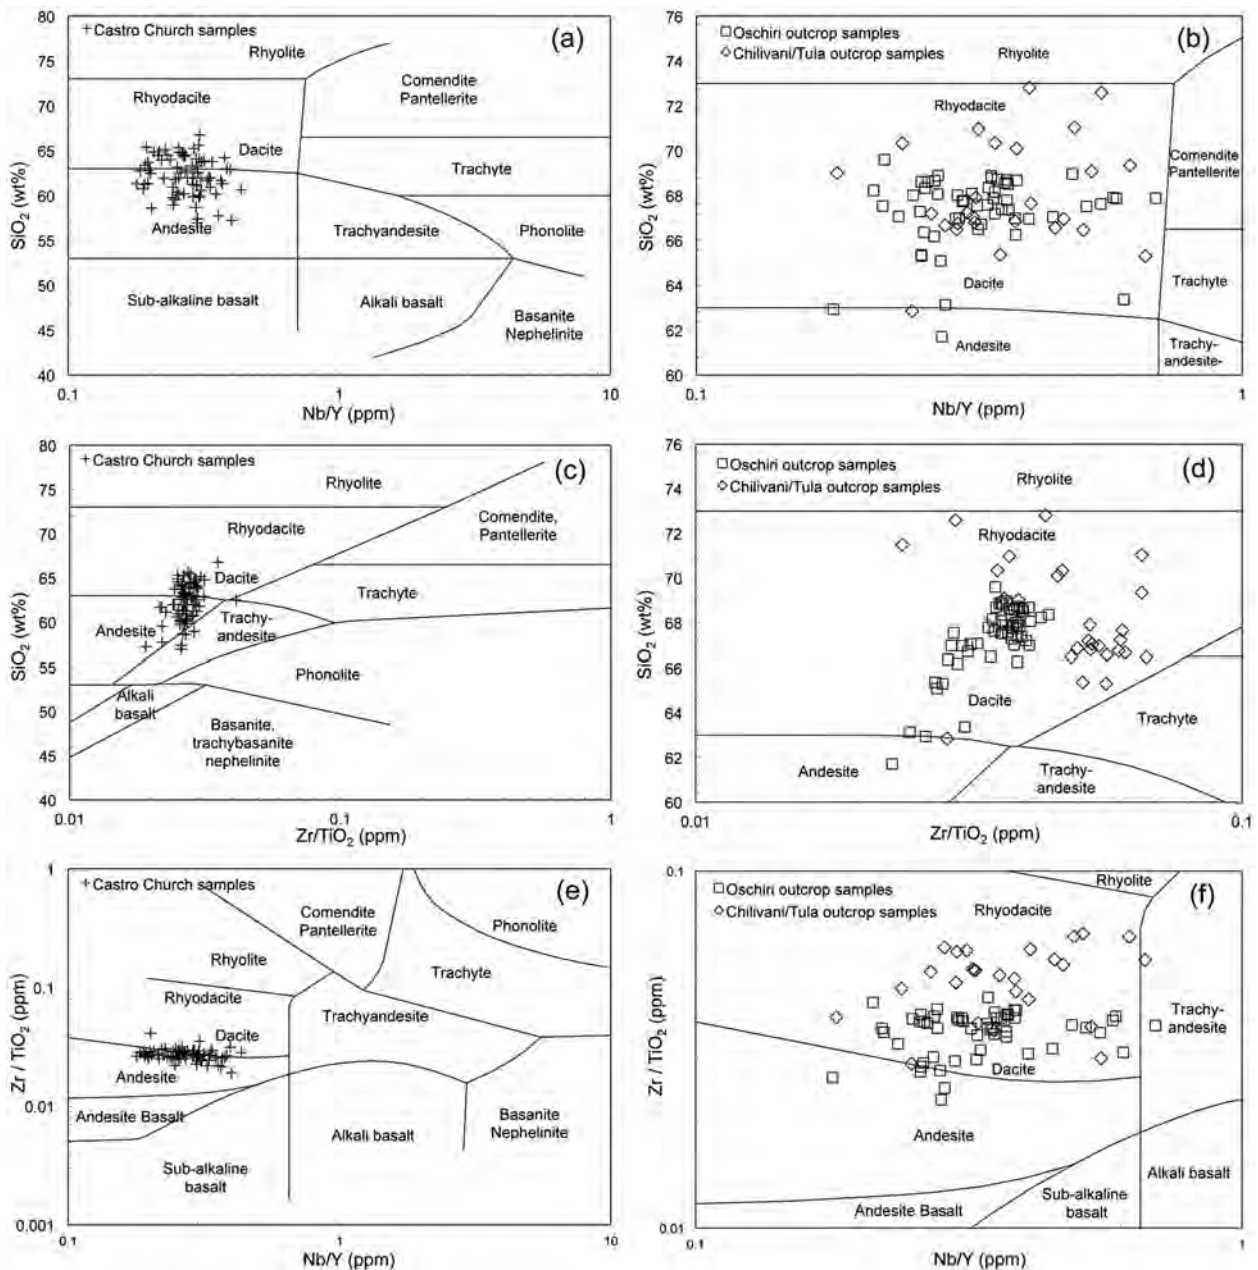 80
75
70
65
60
55
50
45
40
SiO2 (wt%)
+ Castro Church samples
(a)
Rhyolite
Rhyodacite
Comendite
Pantellerite
Dacite
Trachyte
Andesite
Trachyandesite
Phonolite
Sub-alkaline basalt
Alkali basalt
Basanite
Nephelinite
0.1
1
10
Nb/Y (ppm)
76
74
72
70
68
66
64
62
60
SiO2 (wt%)
□ Oschiri outcrop samples
◇ Chilivani/Tula outcrop samples
(b)
Rhyolite
Rhyodacite
Comendite
Pantellerite
Dacite
Trachyte
Andesite
Trachy-
andesite-
0.1
1
Nb/Y (ppm)
80
75
70
65
60
55
50
45
40
SiO2 (wt%)
+ Castro Church samples
(c)
Rhyolite
Rhyodacite
Comendite,
Pantellerite
Dacite
Trachyte
Andesite
Trachy-
andesite
Phonolite
Alkali
basalt
Basanite,
trachybasanite
nephelinite
0.01
0.1
1
Zr/TiO2 (ppm)
76
74
72
70
68
66
64
62
60
SiO2 (wt%)
□ Oschiri outcrop samples
◇ Chilivani/Tula outcrop samples
(d)
Rhyolite
Rhyodacite
Dacite
Trachyte
Andesite
Trachy-
andesite
0.01
0.1
Zr/TiO2 (ppm)
1
0.1
0.01
0.001
Zr / TiO2 (ppm)
+ Castro Church samples
(e)
Comendite
Pantellerite
Phonolite
Rhyolite
Trachyte
Rhyodacite
Trachyandesite
Dacite
Andesite
Andesite Basalt
Alkali basalt
Basanite
Nephelinite
Sub-alkaline
basalt
0.1
1
10
Nb/Y (ppm)
0.1
0.01
Zr / TiO2 (ppm)
□ Oschiri outcrop samples
◇ Chilivani/Tula outcrop samples
(f)
Rhyolite
Rhyodacite
Trachy-
andesite
Dacite
Andesite
Alkali basalt
Andesite Basalt
Sub-alkaline
basalt
0.1
1
Nb/Y (ppm)